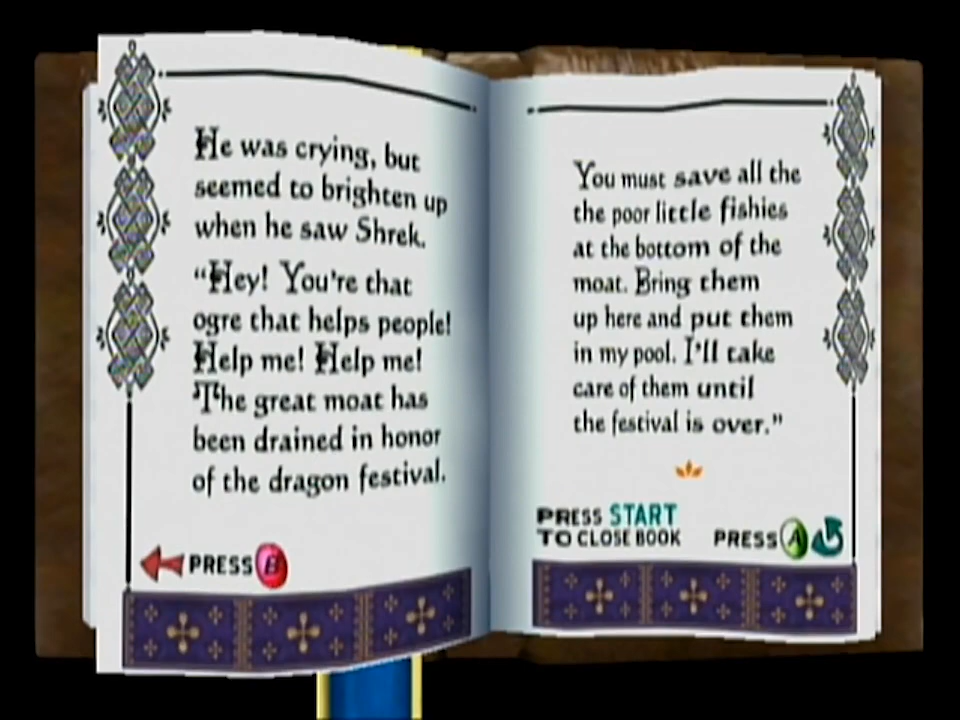 He was crying, but
seemed to brighten up
when he saw Shrek.
“Hey! You’re that
ogre that helps people!
Help me! Help me!
The great moat has
been drained in honor
of the dragon festival.
PRESS B
You must save all the
the poor little fishies
at the bottom of the
moat. Bring them
up here and put them
in my pool. I’ll take
care of them until
the festival is over.”
PRESS START
TO CLOSE BOOK
PRESS A